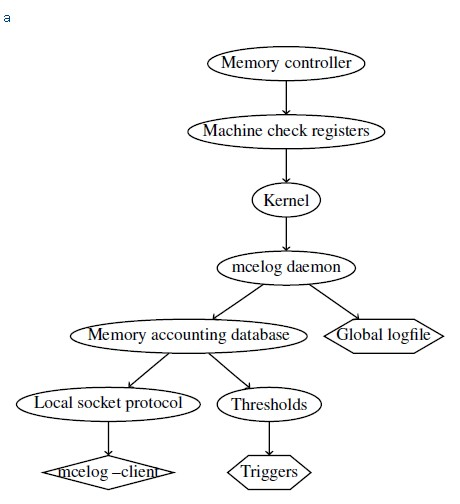 a
Memory controller
Machine check registers
Kernel
mcelog daemon
Memory accounting database
Global logfile
Local socket protocol
Thresholds
mcelog –client
Triggers